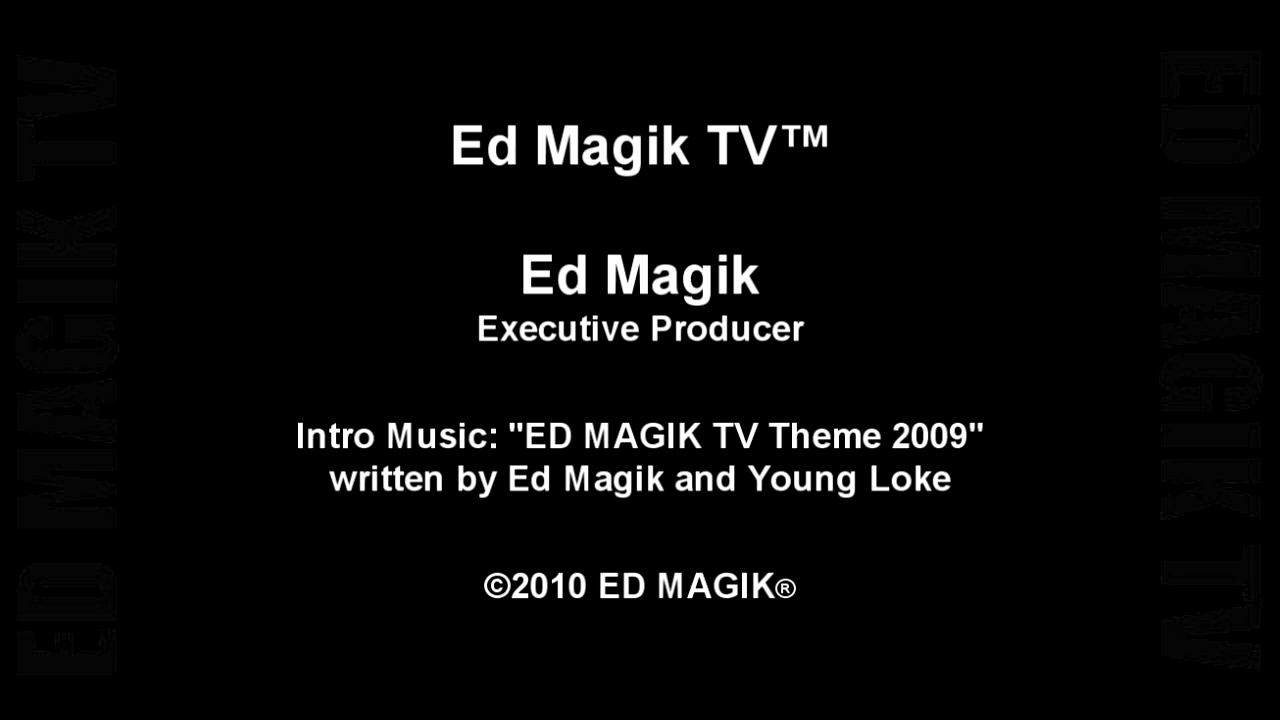 Ed Magik TV™
Ed Magik
Executive Producer
Intro Music: "ED MAGIK TV Theme 2009"
written by Ed Magik and Young Loke
©2010 ED MAGIK®
ED MAGIK TV
ED MAGIK TV